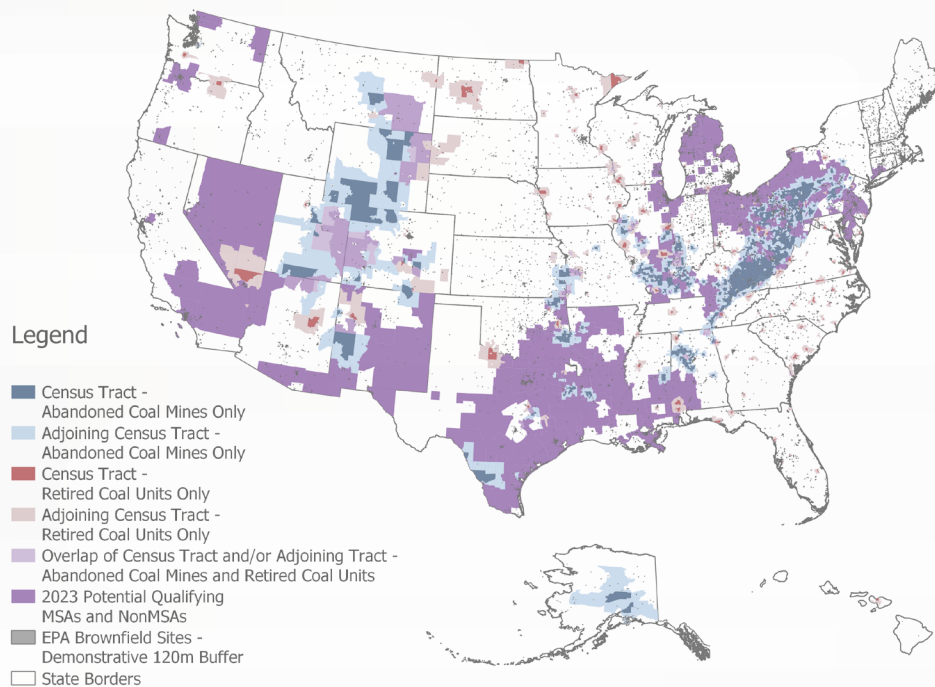 Legend
Census Tract -
Abandoned Coal Mines Only
Adjoining Census Tract -
Abandoned Coal Mines Only
Census Tract -
Retired Coal Units Only
Adjoining Census Tract -
Retired Coal Units Only
Overlap of Census Tract and/or Adjoining Tract -
Abandoned Coal Mines and Retired Coal Units
2023 Potential Qualifying
MSAs and NonMSAs
EPA Brownfield Sites -
Demonstrative 120m Buffer
State Borders